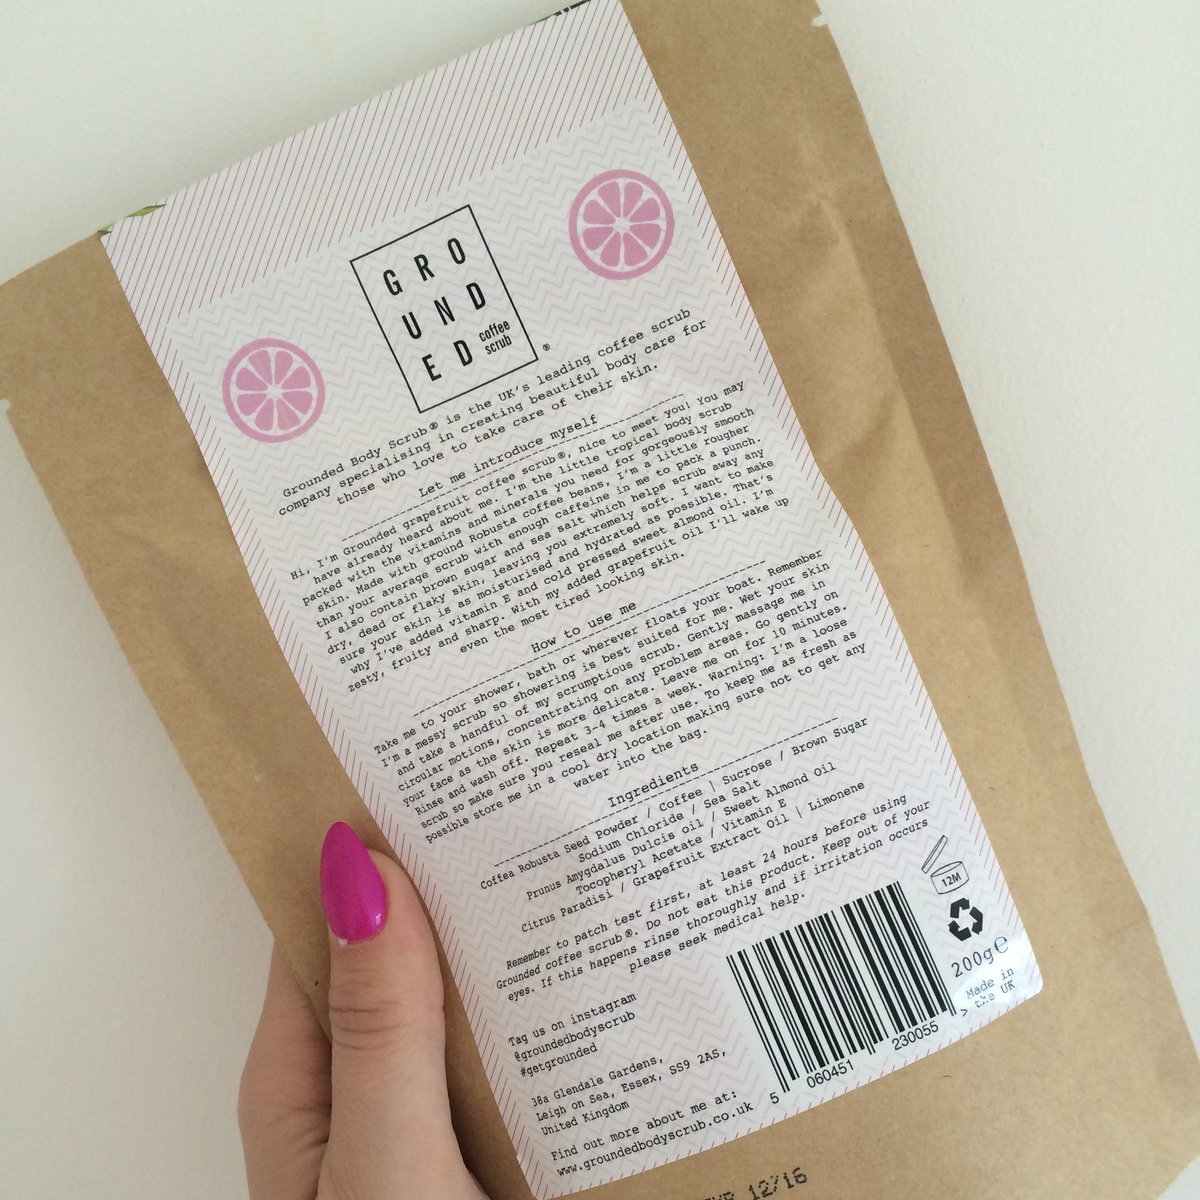 GRO
UND
ED coffee
scrub
®
Grounded Body Scrub® is the UK's leading coffee scrub
company specialising in creating beautiful body care for
those who love to take care of their skin.
Let me introduce myself
Hi, I'm Grounded grapefruit coffee scrub®, nice to meet you! You may
have already heard about me. I'm the little tropical body scrub
packed with the vitamins and minerals you need for gorgeously smooth
skin. Made with ground Robusta coffee beans, I'm a little rougher
than your average scrub with enough caffeine in me to pack a punch.
I also contain brown sugar and sea salt which helps scrub away any
dry, dead or flaky skin, leaving you extremely soft. I want to make
sure your skin is as moisturised and hydrated as possible. That's
why I've added vitamin E and cold pressed sweet almond oil. I'm
zesty, fruity and sharp. With my added grapefruit oil I'll wake up
even the most tired looking skin.
How to use me
Take me to your shower, bath or wherever floats your boat. Remember
I'm a messy scrub so showering is best suited for me. Wet your skin
and take a handful of my scrumptious scrub. Gently massage me in
circular motions, concentrating on any problem areas. Go gently on
your face as the skin is more delicate. Leave me on for 10 minutes.
Rinse and wash off. Repeat 3-4 times a week. Warning: I'm a loose
scrub so make sure you reseal me after use. To keep me as fresh as
possible store me in a cool dry location making sure not to get any
water into the bag.
Ingredients
Coffea Robusta Seed Powder / Coffee | Sucrose / Brown Sugar
Sodium Chloride / Sea Salt
Prunus Amygdalus Dulcis oil / Sweet Almond Oil
Tocopheryl Acetate / Vitamin E
Citrus Paradisi / Grapefruit Extract Oil | Limonene
Remember to patch test first, at least 24 hours before using
Grounded coffee scrub®. Do not eat this product. Keep out of your
eyes. If this happens rinse thoroughly and if irritation occurs
please seek medical help.
12M
200g e
Made in
the UK
Tag us on instagram
@groundedbodyscrub
#getgrounded
38a Glendale Gardens,
Leigh on Sea, Essex, SS9 2AS,
United Kingdom
Find out more about me at:
www.groundedbodyscrub.co.uk
5 060451 230055 >
12/16